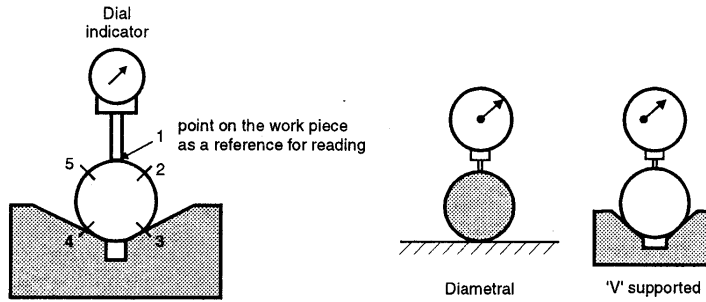 Dial
indicator
1
point on the work piece
as a reference for reading
5
2
4
3
Diametral
'V' supported